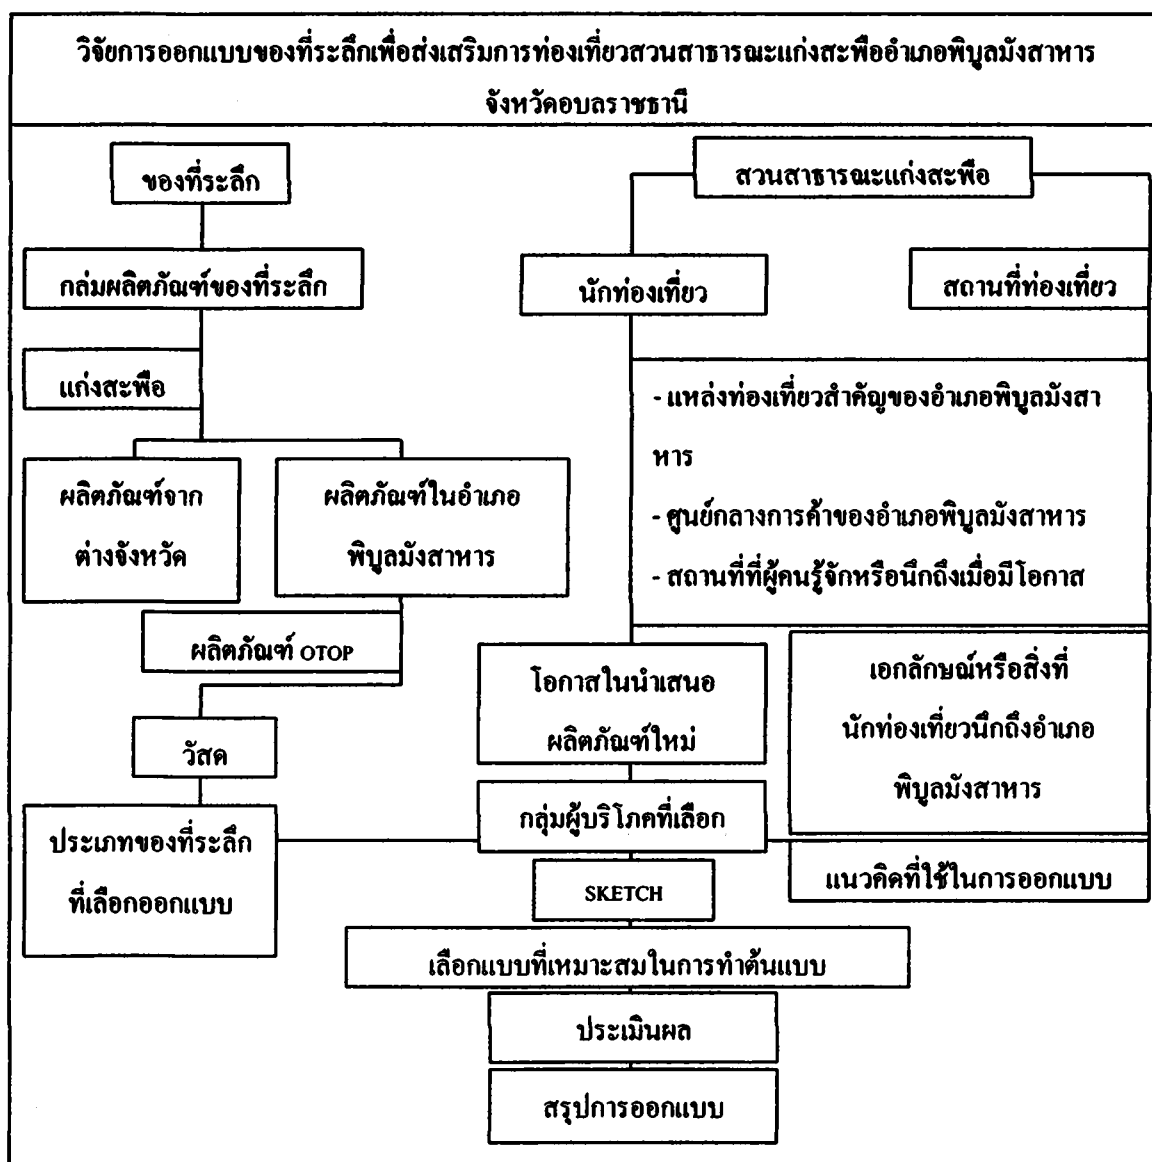 วิจัยการออกแบบของที่ระลึกเพื่อส่งเสริมการท่องเที่ยวสวนสาธารณะแก่งสะพืออำเภอพิบูลมังสาหาร
จังหวัดอบลราชธานี
ของที่ระลึก
สวนสาธารณะแก่งสะพือ
กล่มผลิตภัณฑ์ของที่ระลึก
นักท่องเที่ยว
สถานที่ท่องเที่ยว
แก่งสะพือ
- แหล่งท่องเที่ยวสำคัญของอำเภอพิบูลมังสา
หาร
- ศูนย์กลางการค้าของอำเภอพิบูลมังสาหาร
- สถานที่ที่ผู้คนรู้จักหรือนึกถึงเมื่อมีโอกาส
ผลิตภัณฑ์จาก
ต่างจังหวัด
ผลิตภัณฑ์ในอำเภอ
พิบูลมังสาหาร
ผลิตภัณฑ์ OTOP
วัสด
โอกาสในนำเสนอ
ผลิตภัณฑ์ใหม่
เอกลักษณ์หรือสิ่งที่
นักท่องเที่ยวนึกถึงอำเภอ
พิบูลมังสาหาร
ประเภทของที่ระลึก
ที่เลือกออกแบบ
กลุ่มผู้บริโภคที่เลือก
แนวคิดที่ใช้ในการออกแบบ
SKETCH
เลือกแบบที่เหมาะสมในการทำต้นแบบ
ประเมินผล
สรุปการออกแบบ